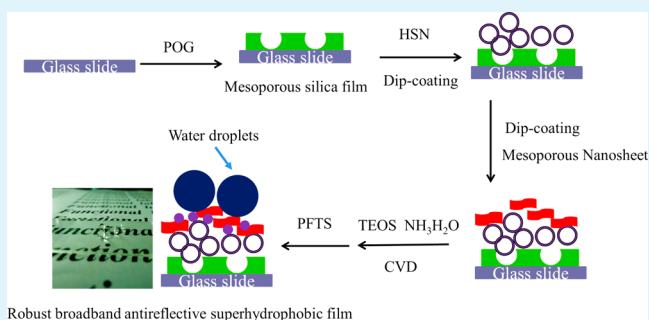 Glass slide
POG
Glass slide
Mesoporous silica film
HSN
Dip-coating
Glass slide
Dip-coating
Mesoporous Nanosheet
Glass slide
TEOS NH₃H₂O
CVD
PFTS
Water droplets
Glass slide
Functional
Robust broadband antireflective superhydrophobic film